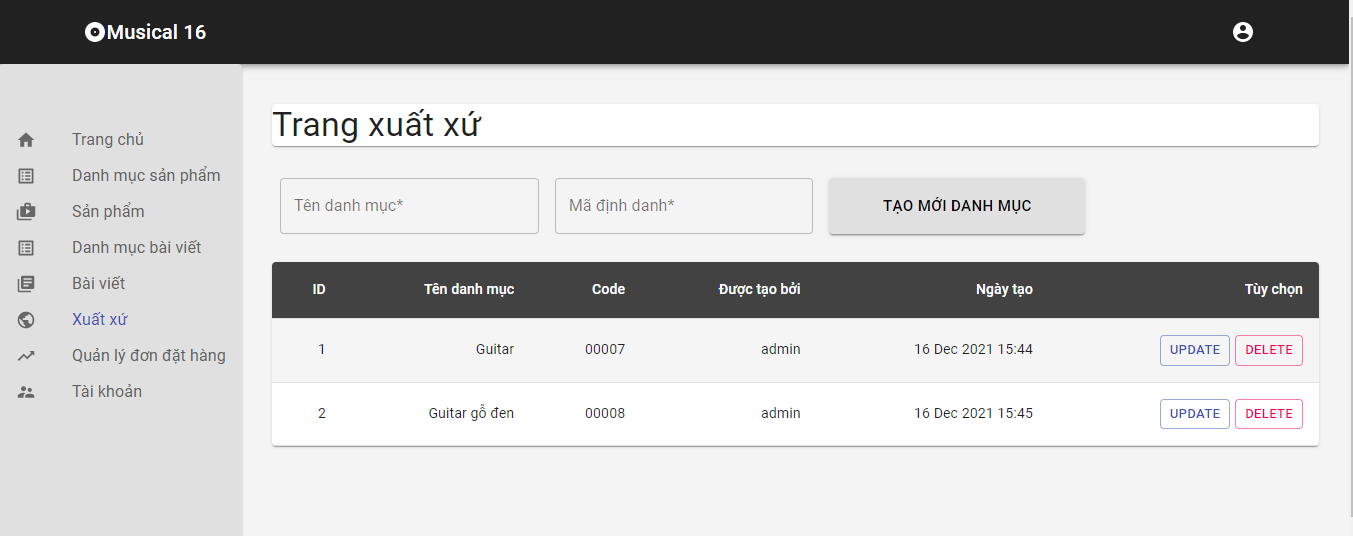 Musical 16
Trang chủ
Danh mục sản phẩm
Sản phẩm
Danh mục bài viết
Bài viết
Xuất xứ
Quản lý đơn đặt hàng
Tài khoản
Trang xuất xứ
Tên danh mục* Mã định danh* TẠO MỚI DANH MỤC
ID Tên danh mục Code Được tạo bởi Ngày tạo Tùy chọn
1 Guitar 00007 admin 16 Dec 2021 15:44 UPDATE DELETE
2 Guitar gỗ đen 00008 admin 16 Dec 2021 15:45 UPDATE DELETE